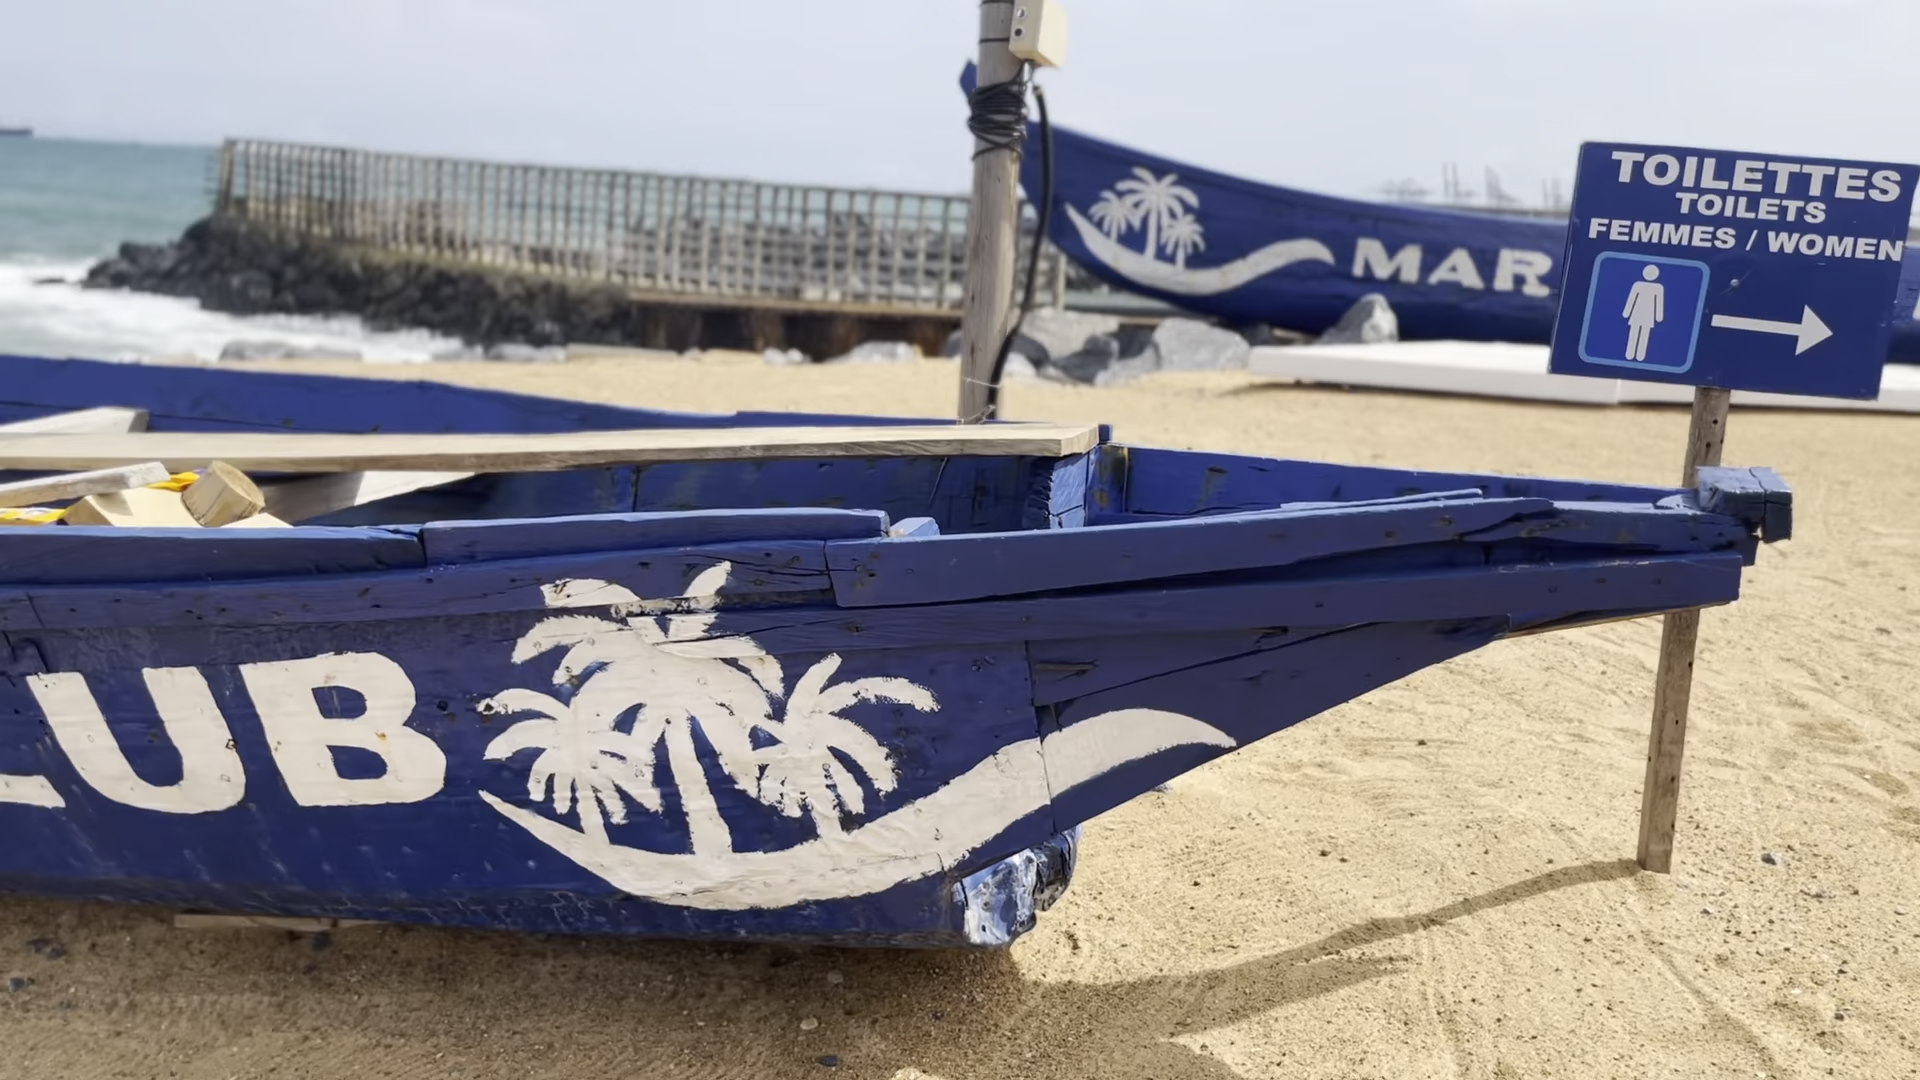 MAR
TOILETTES
TOILETS
FEMMES / WOMEN
LUB